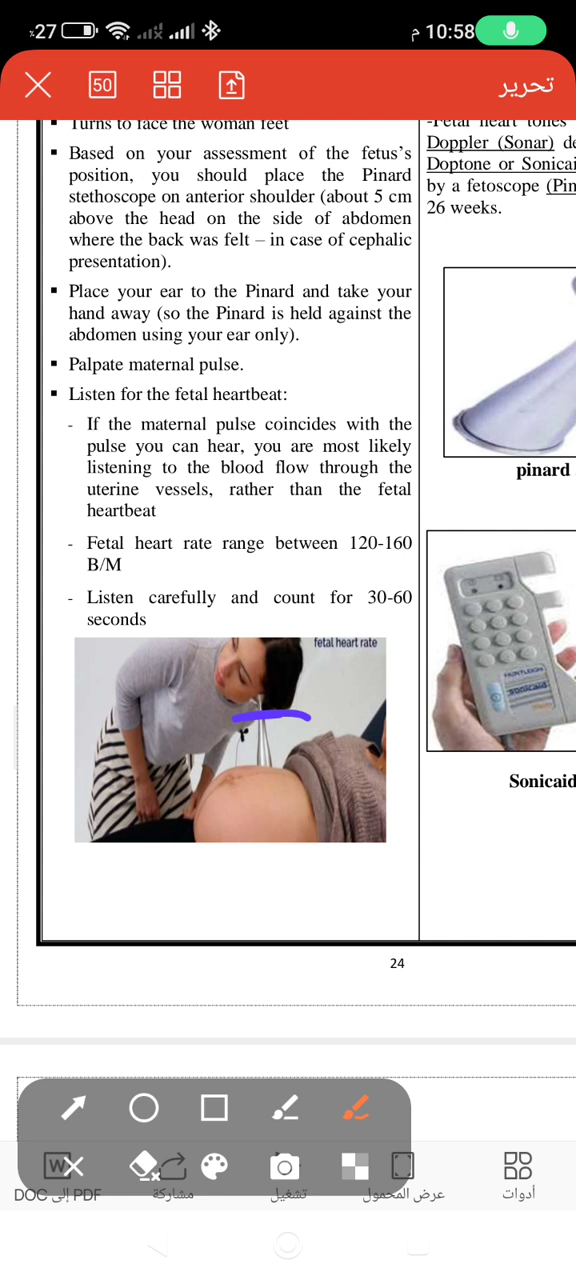 %27
10:58 م
50
تحرير
Turns to face the woman feet
Based on your assessment of the fetus's
position, you should place the Pinard
stethoscope on anterior shoulder (about 5 cm
above the head on the side of abdomen
where the back was felt – in case of cephalic
presentation).
Place your ear to the Pinard and take your
hand away (so the Pinard is held against the
abdomen using your ear only).
Palpate maternal pulse.
Listen for the fetal heartbeat:
- If the maternal pulse coincides with the
pulse you can hear, you are most likely
listening to the blood flow through the
uterine vessels, rather than the fetal
heartbeat
- Fetal heart rate range between 120-160
B/M
- Listen carefully and count for 30-60
seconds
fetal heart rate
-Fetal heart tones
Doppler (Sonar) de
Doptone or Sonicai
by a fetoscope (Pin
26 weeks.
pinard
HUNTLEIGH
sonicaid
Sonicaid
24
W
PDF إلى DOC
مشاركة
تشغيل
عرض المحمول
أدوات